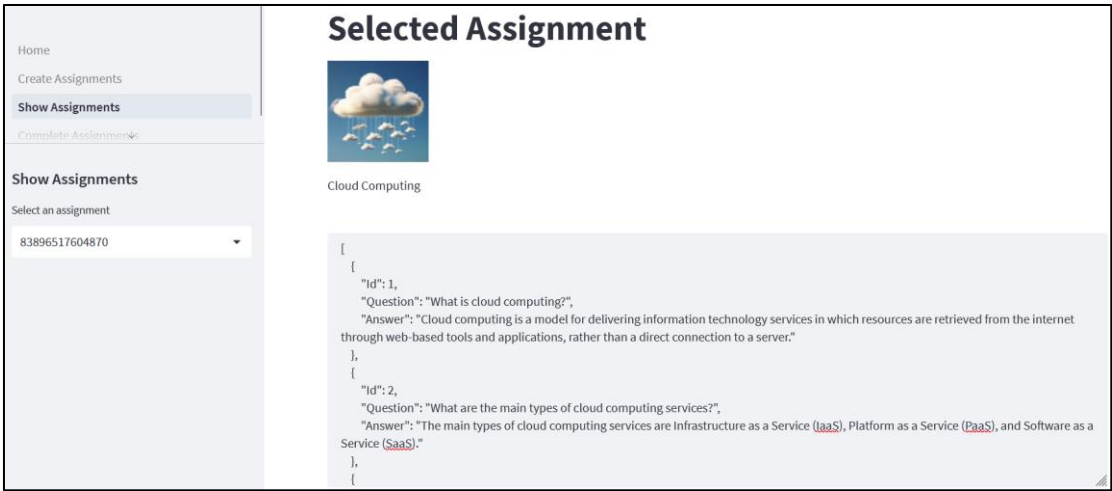 Home
Create Assignments
Show Assignments
Complete Assignments
Show Assignments
Select an assignment
83896517604870
Selected Assignment
Cloud Computing
[
{
"Id": 1,
"Question": "What is cloud computing?",
"Answer": "Cloud computing is a model for delivering information technology services in which resources are retrieved from the internet
through web-based tools and applications, rather than a direct connection to a server."
},
{
"Id": 2,
"Question": "What are the main types of cloud computing services?",
"Answer": "The main types of cloud computing services are Infrastructure as a Service (IaaS), Platform as a Service (PaaS), and Software as a
Service (SaaS)."
},
{